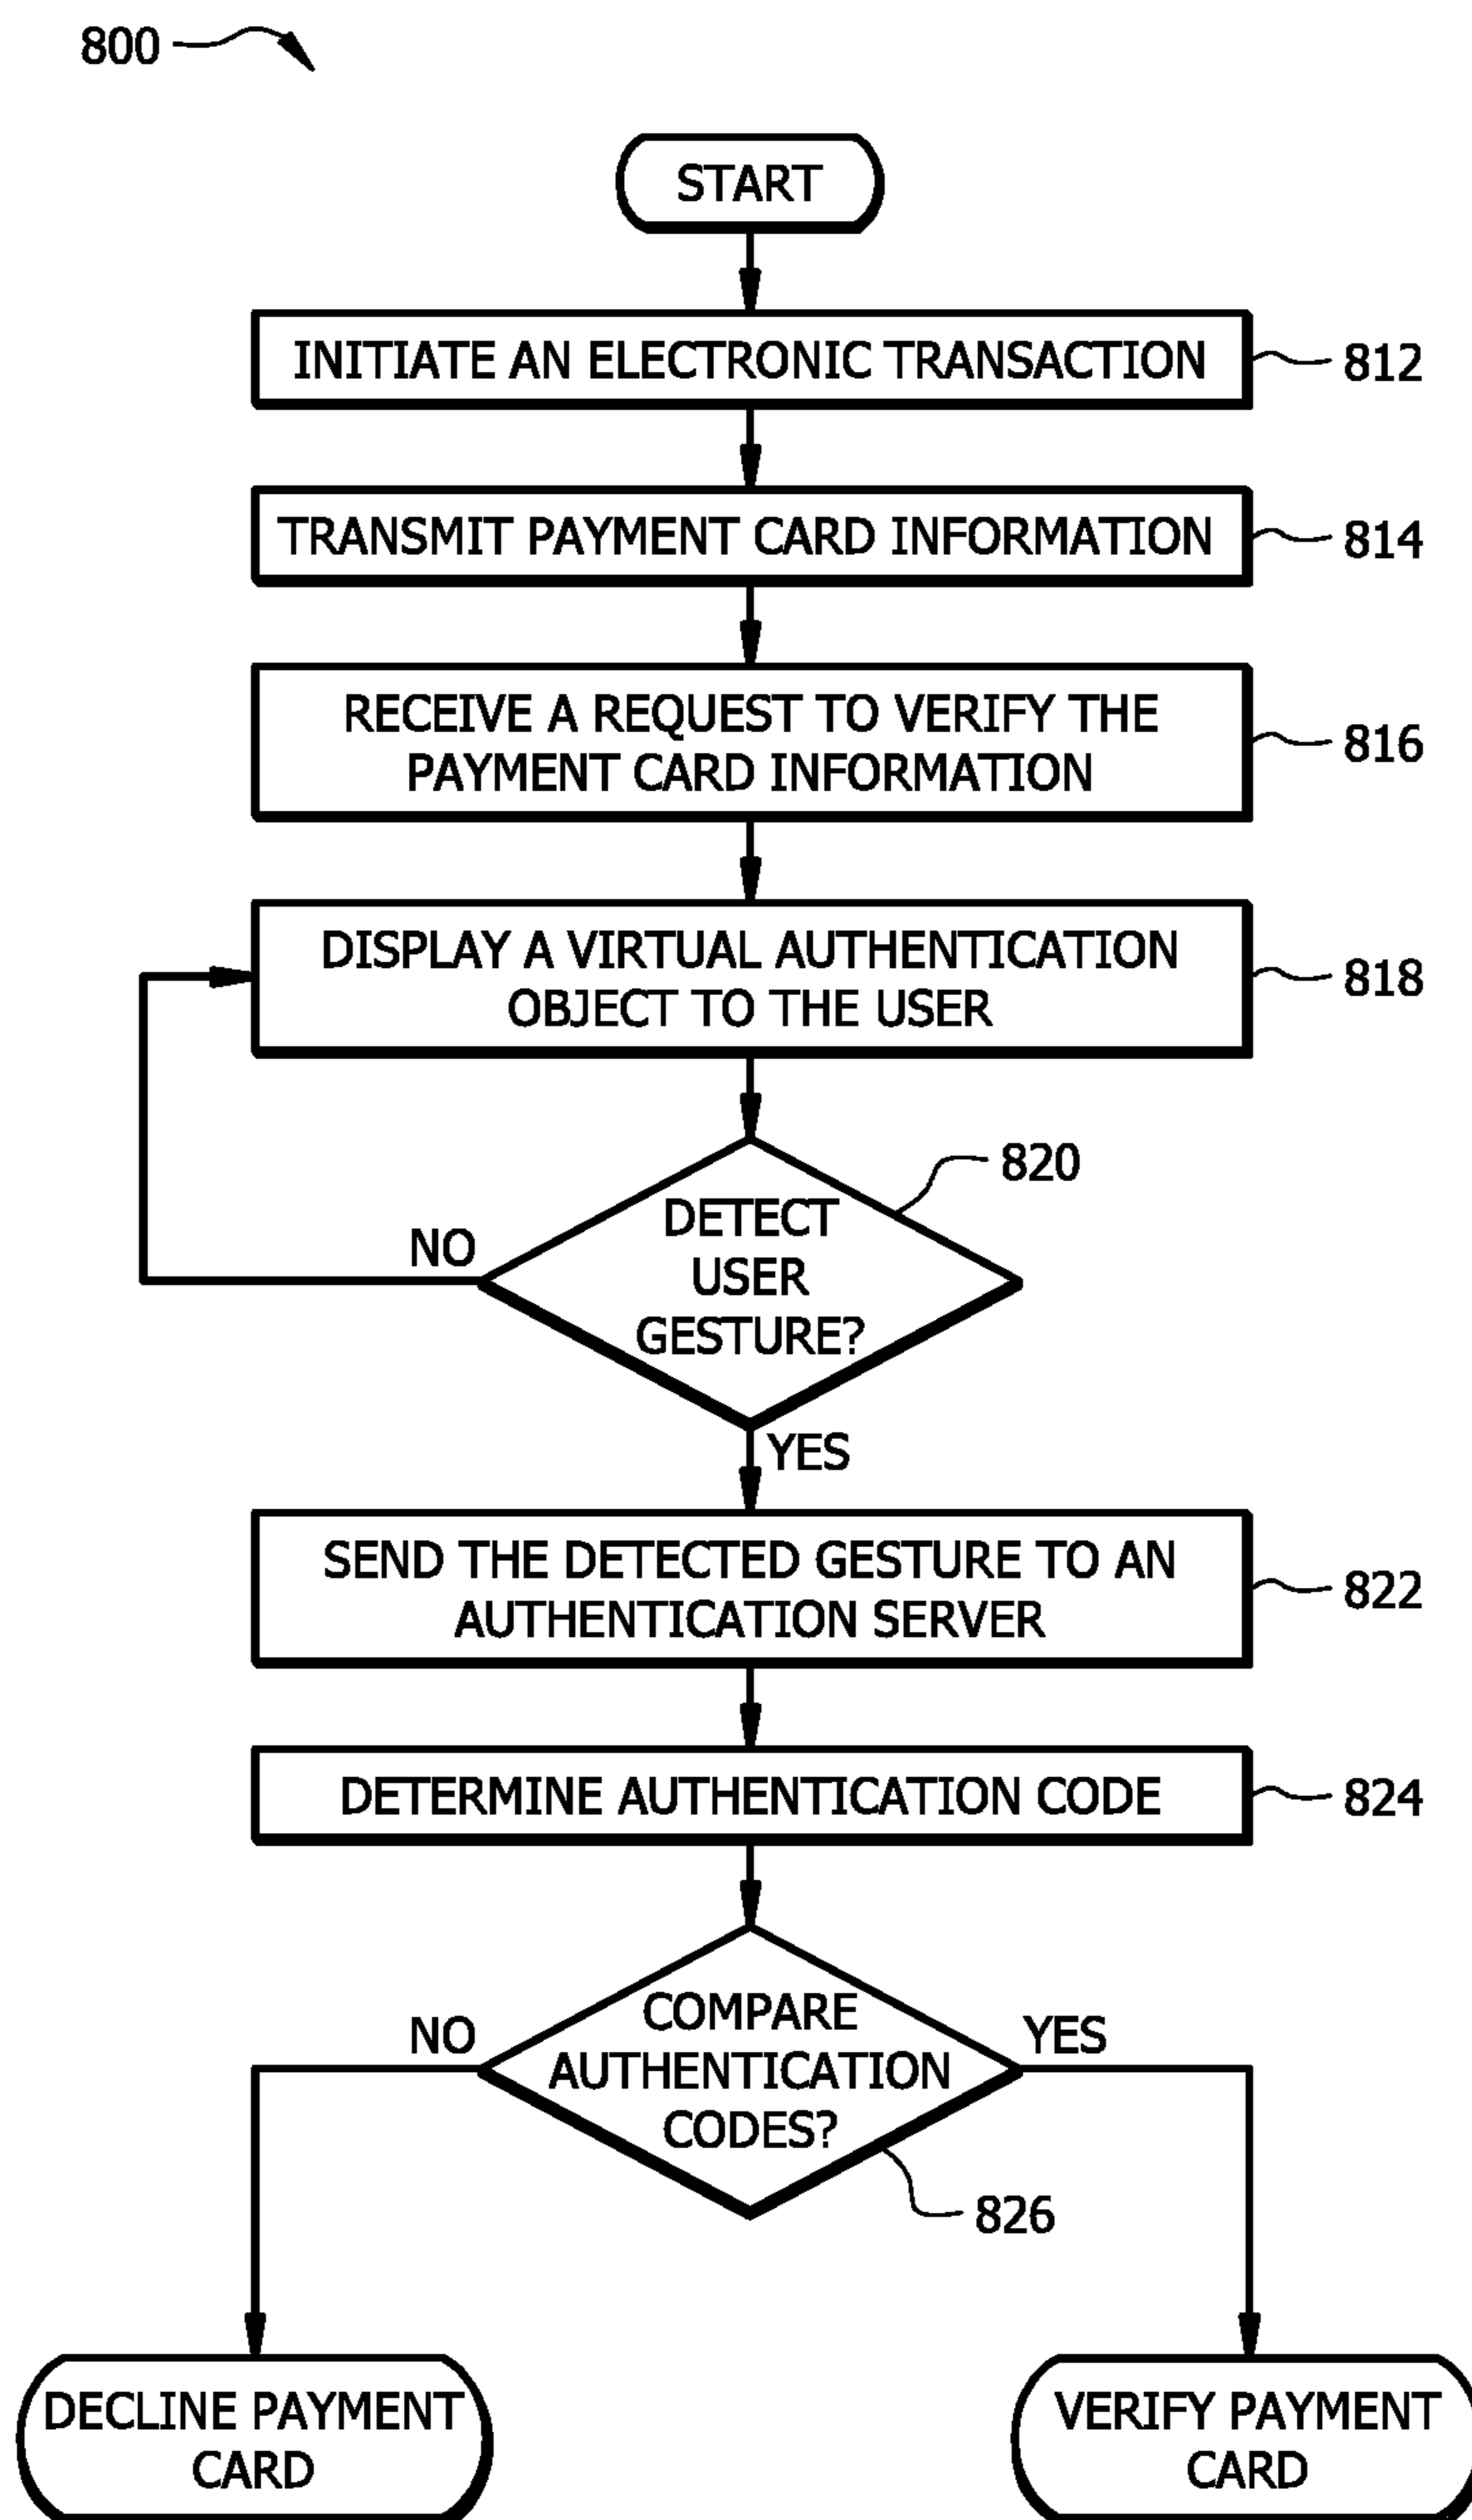 800
START
INITIATE AN ELECTRONIC TRANSACTION
812
TRANSMIT PAYMENT CARD INFORMATION
814
RECEIVE A REQUEST TO VERIFY THE
PAYMENT CARD INFORMATION
816
DISPLAY A VIRTUAL AUTHENTICATION
OBJECT TO THE USER
818
820
DETECT
USER
GESTURE?
NO
YES
SEND THE DETECTED GESTURE TO AN
AUTHENTICATION SERVER
822
DETERMINE AUTHENTICATION CODE
824
COMPARE
AUTHENTICATION
CODES?
NO
YES
826
DECLINE PAYMENT
CARD
VERIFY PAYMENT
CARD